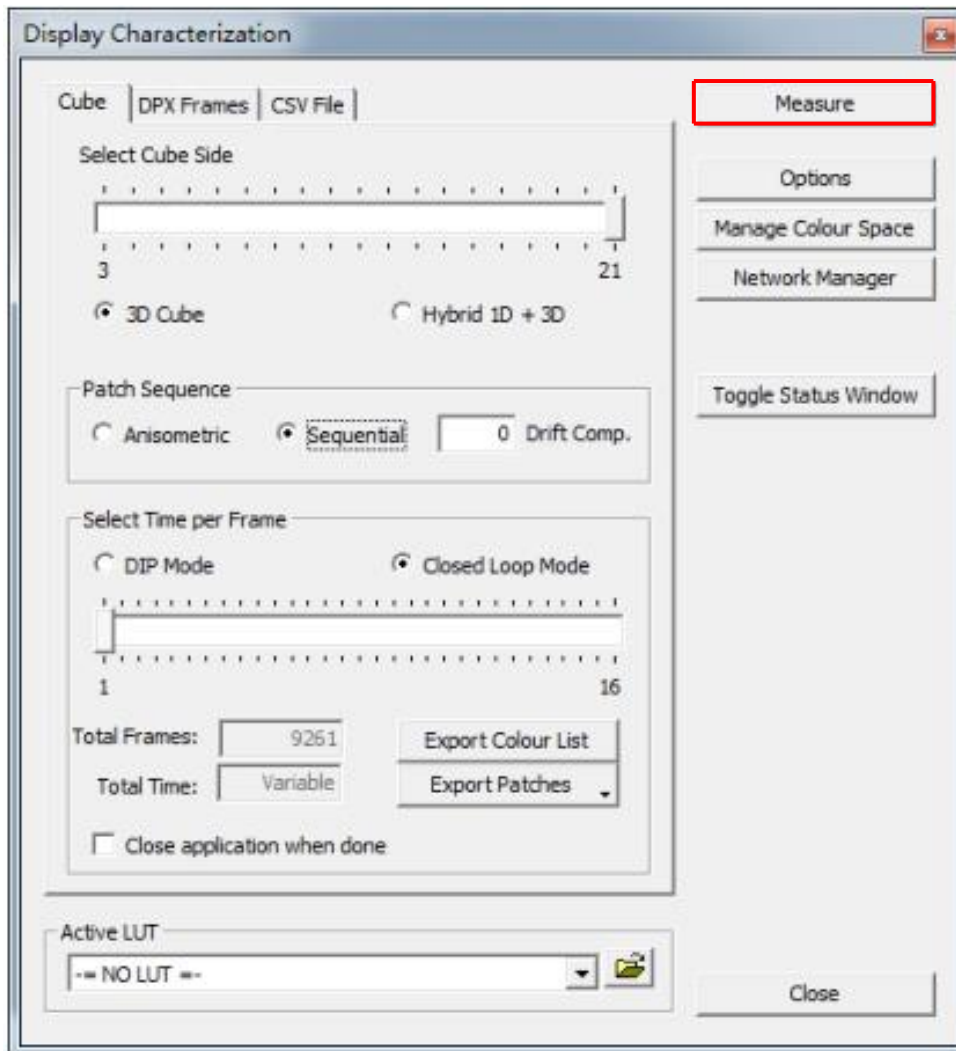 Display Characterization
Cube
DPX Frames
CSV File
Select Cube Side
3
21
3D Cube
Hybrid 1D + 3D
Patch Sequence
Anisometric
Sequential
0
Drift Comp.
Select Time per Frame
DIP Mode
Closed Loop Mode
1
16
Total Frames:
9261
Export Colour List
Total Time:
Variable
Export Patches
Close application when done
Active LUT
-= NO LUT =-
Measure
Options
Manage Colour Space
Network Manager
Toggle Status Window
Close